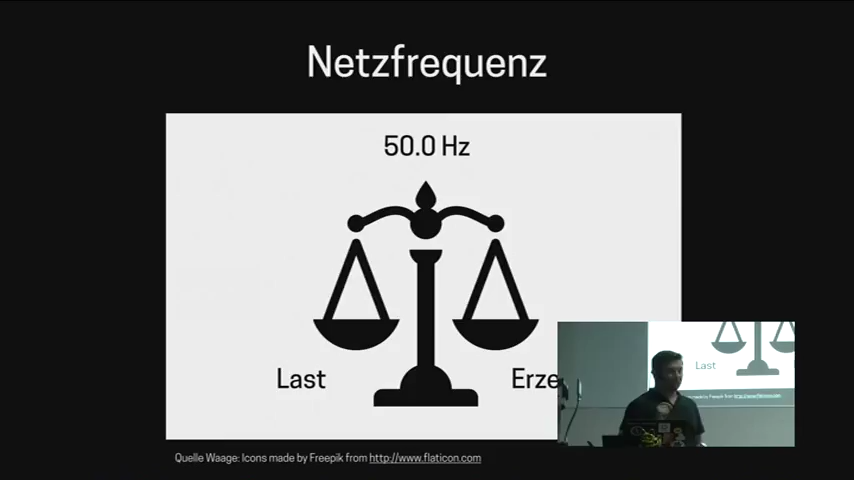 Netzfrequenz
50.0 Hz
Last
Erze
Last
Quelle Waage: Icons made by Freepik from http://www.flaticon.com